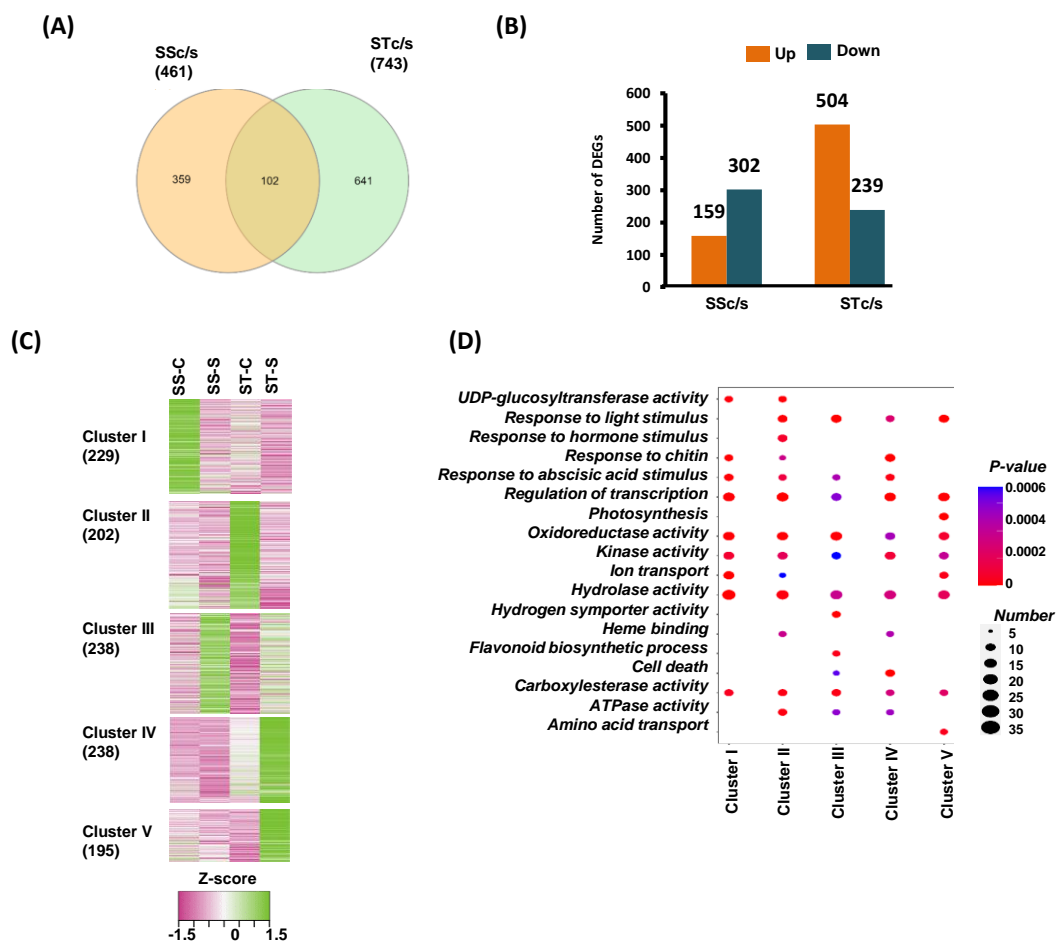 (A)
SSc/s
(461)
STc/s
(743)
359
102
641
(B)
Up
Down
Number of DEGs
600
500
400
300
200
100
0
159
302
504
239
SSc/s
STc/s
(C)
SS-C
SS-S
ST-C
ST-S
Cluster I
(229)
Cluster II
(202)
Cluster III
(238)
Cluster IV
(238)
Cluster V
(195)
Z-score
-1.5 0 1.5
(D)
UDP-glucosyltransferase activity
Response to light stimulus
Response to hormone stimulus
Response to chitin
Response to abscisic acid stimulus
Regulation of transcription
Photosynthesis
Oxidoreductase activity
Kinase activity
Ion transport
Hydrolase activity
Hydrogen symporter activity
Heme binding
Flavonoid biosynthetic process
Cell death
Carboxylesterase activity
ATPase activity
Amino acid transport
Cluster I
Cluster II
Cluster III
Cluster IV
Cluster V
P-value
0.0006
0.0004
0.0002
0
Number
5
10
15
20
25
30
35